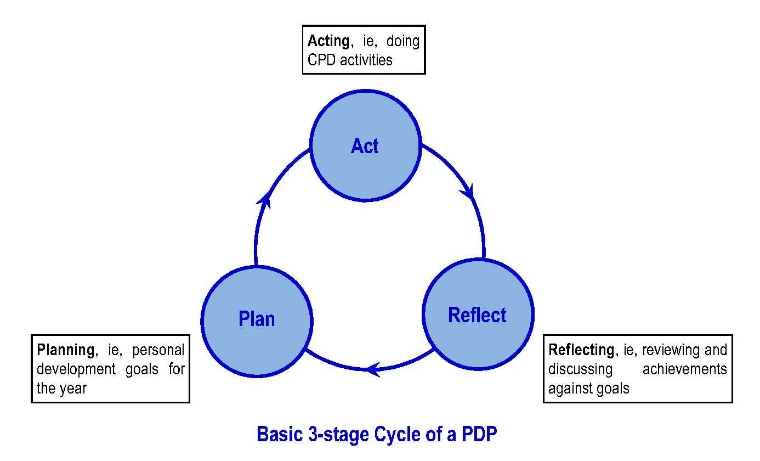 Acting, ie, doing
CPD activities
Act
Plan
Reflect
Planning, ie, personal
development goals for
the year
Reflecting, ie, reviewing and
discussing achievements
against goals
Basic 3-stage Cycle of a PDP